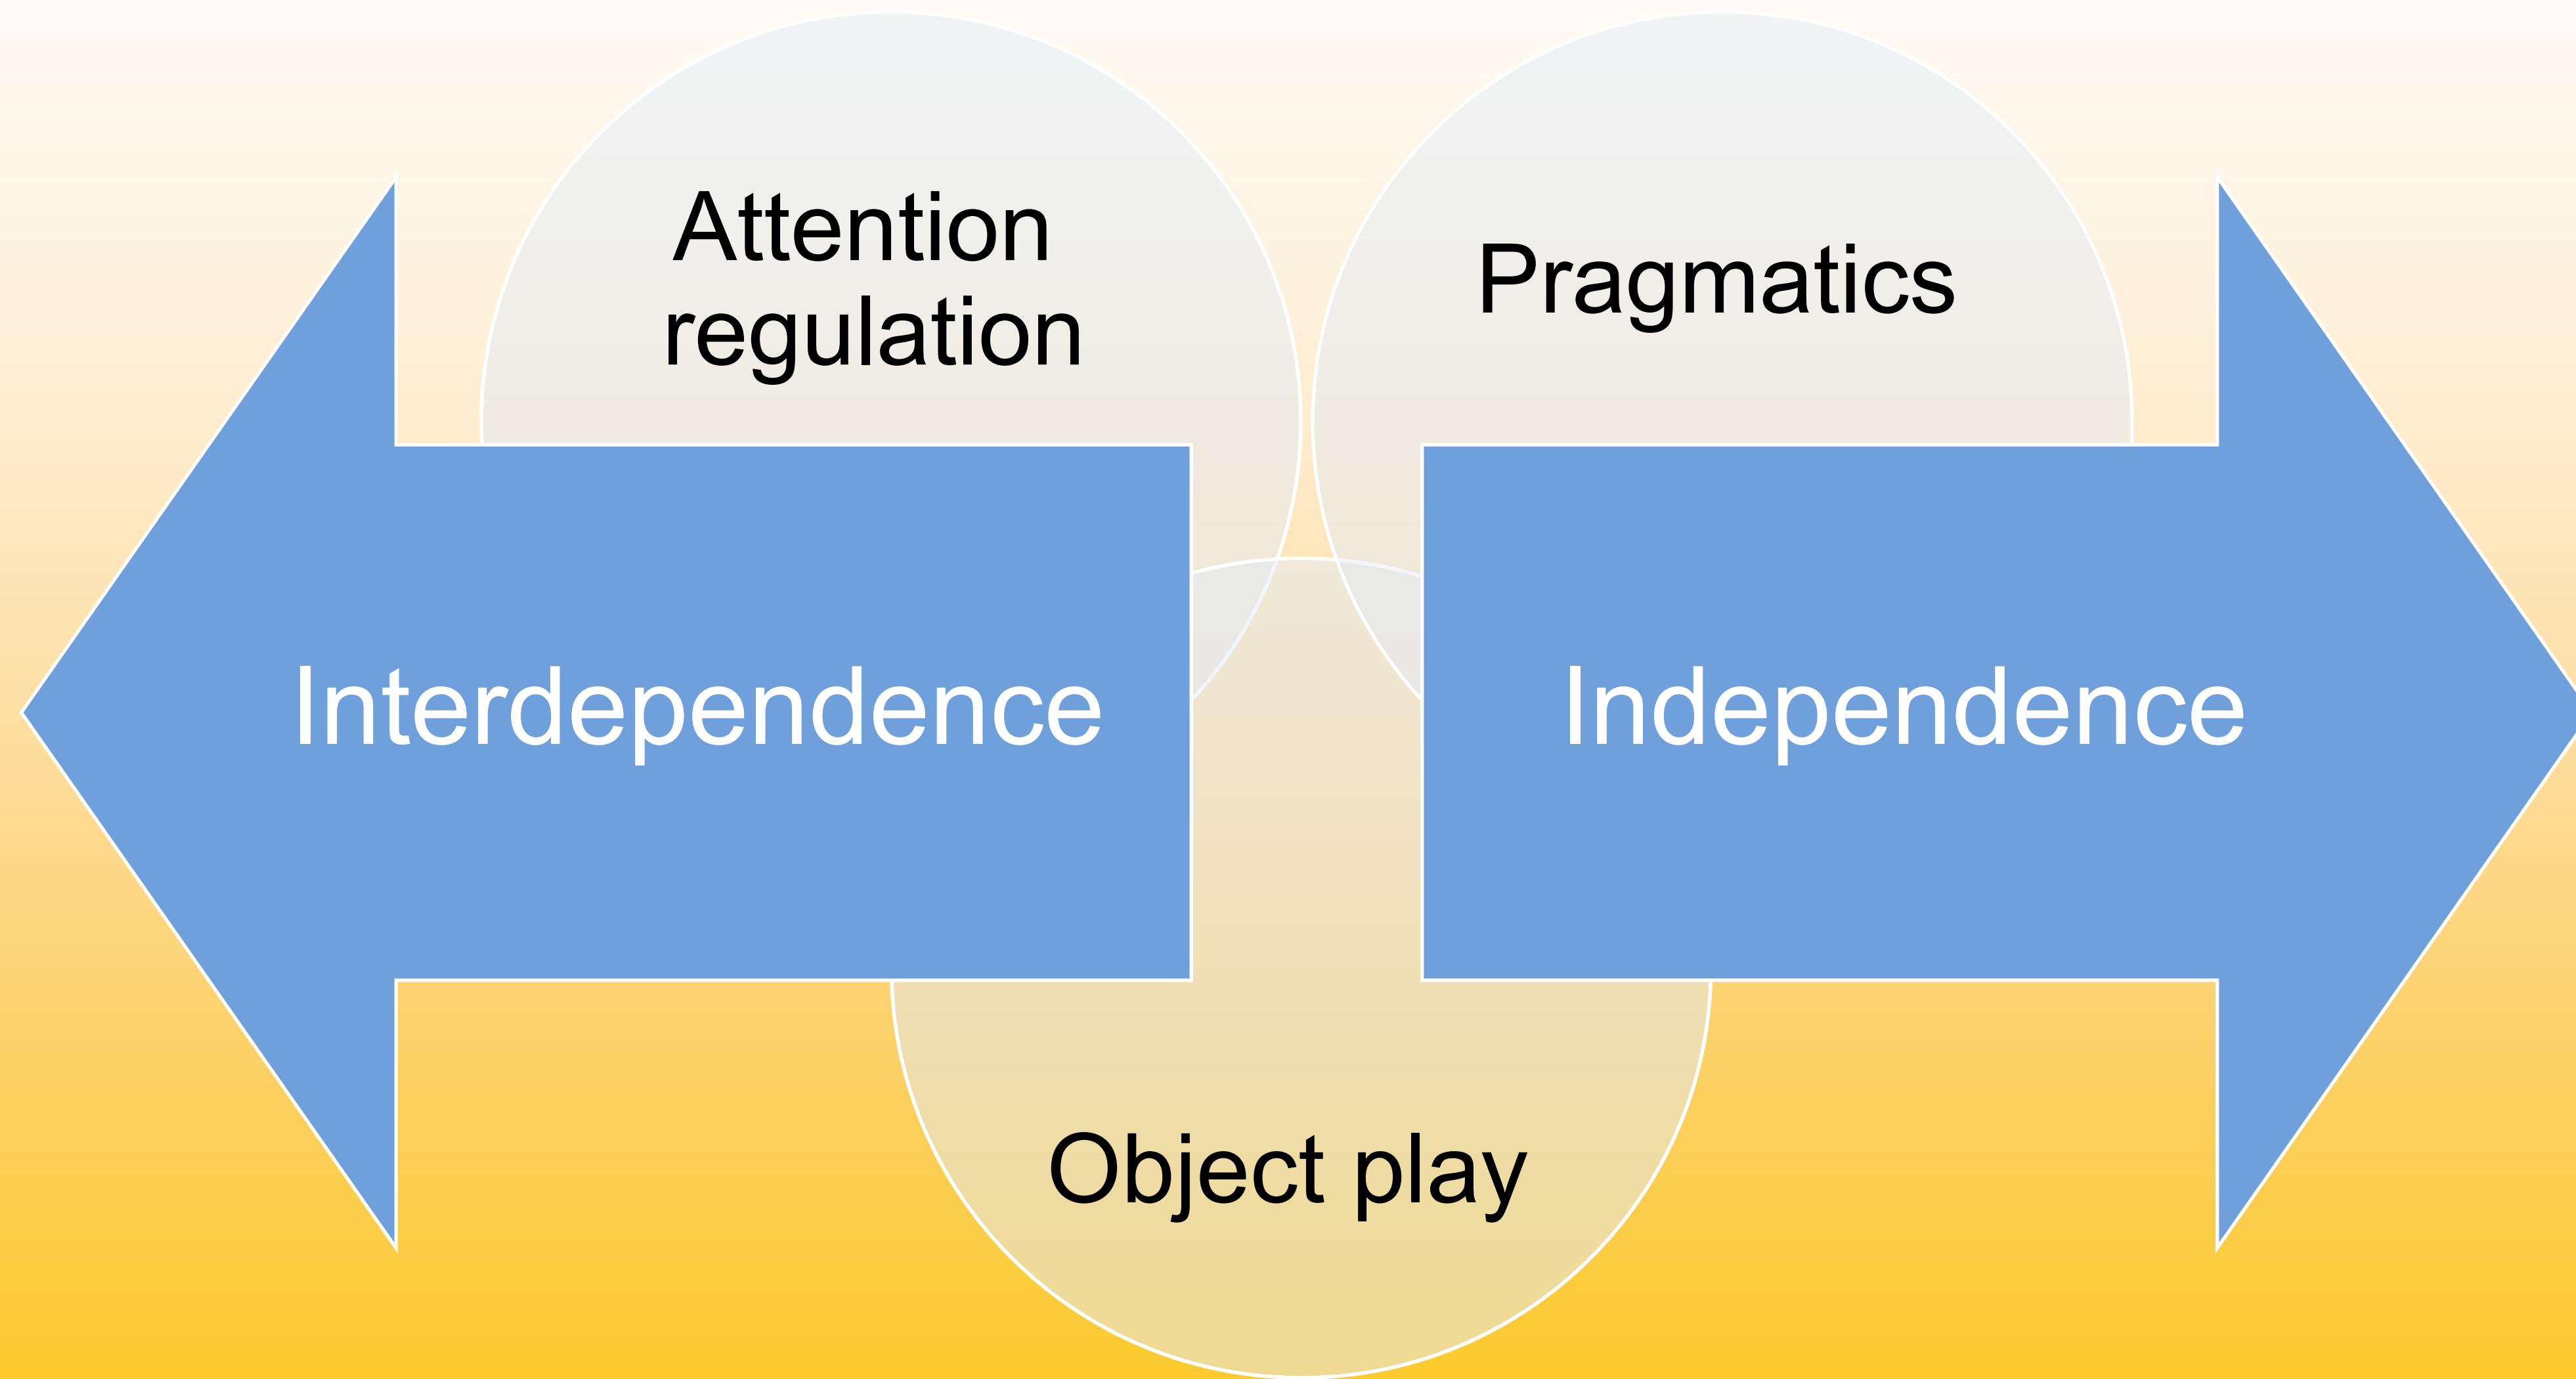 Attention
regulation
Pragmatics
Interdependence
Independence
Object play